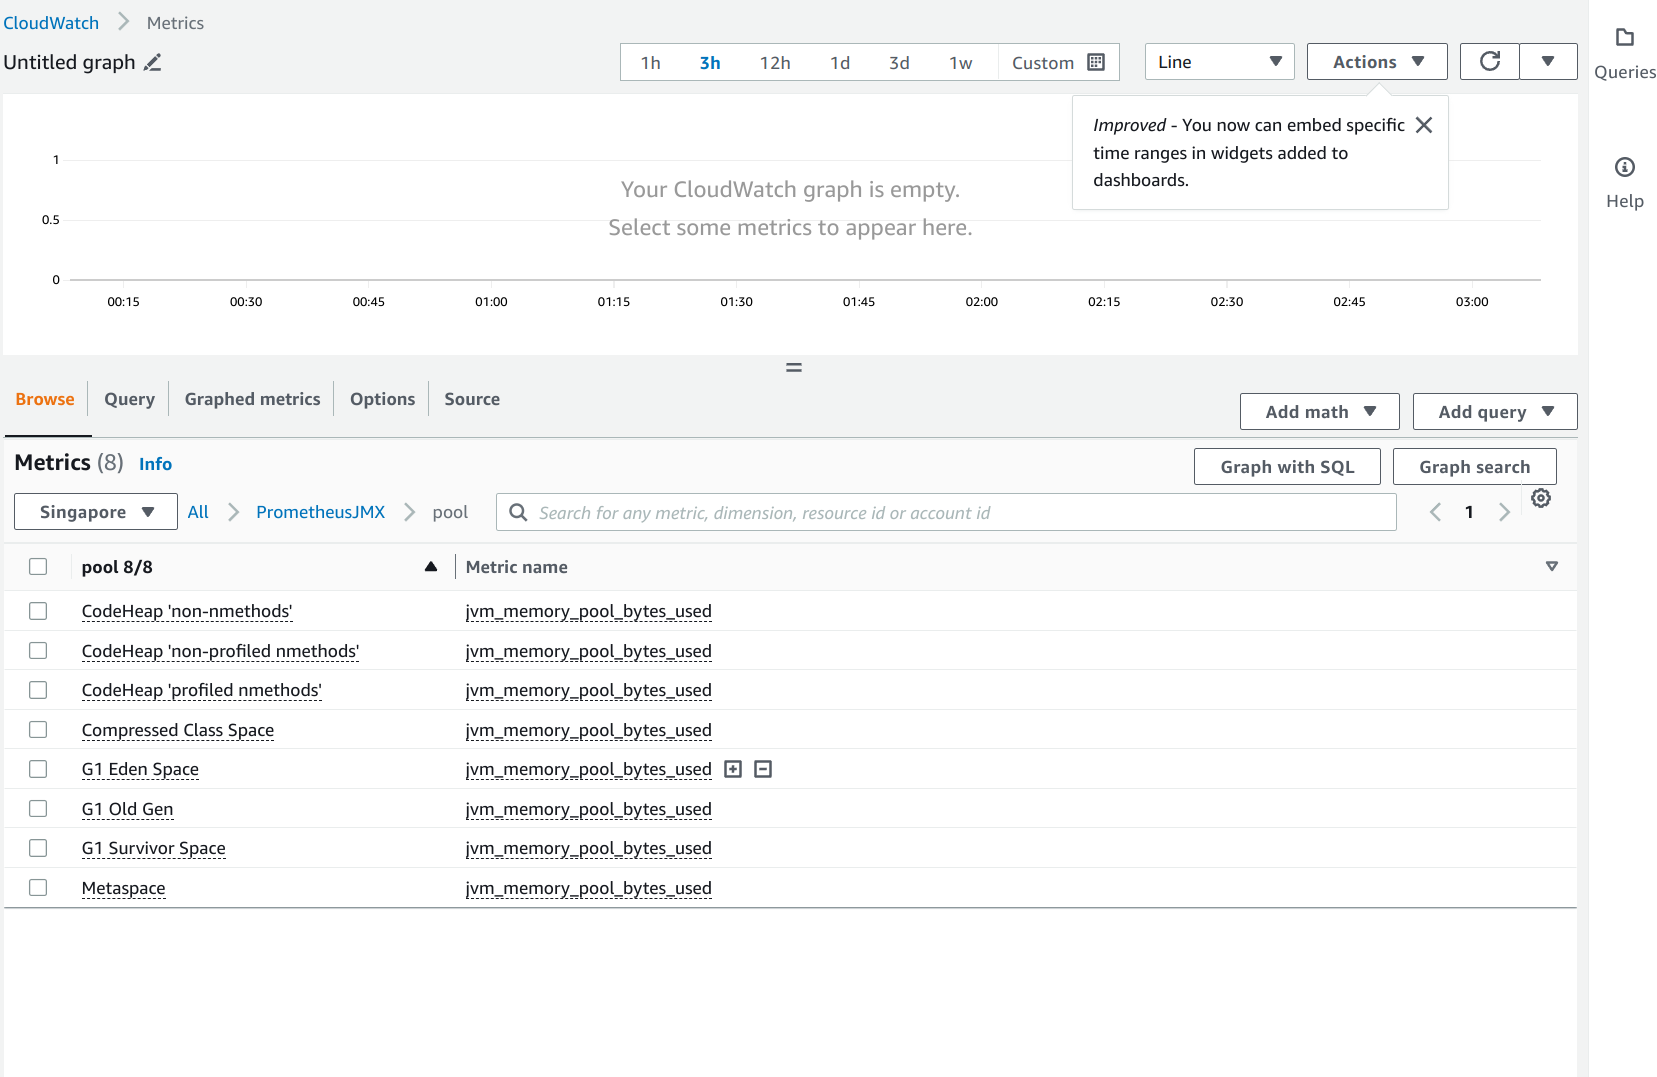 CloudWatch Metrics
Untitled graph
1h 3h 12h 1d 3d 1w Custom
Line
Actions
Queries
Improved - You now can embed specific
time ranges in widgets added to
dashboards.
Help
1
0.5
0
Your CloudWatch graph is empty.
Select some metrics to appear here.
00:15 00:30 00:45 01:00 01:15 01:30 01:45 02:00 02:15 02:30 02:45 03:00
Browse Query Graphed metrics Options Source
Add math Add query
Metrics (8) Info
Graph with SQL Graph search
Singapore All PrometheusJMX pool
Search for any metric, dimension, resource id or account id
1
pool 8/8 Metric name
CodeHeap 'non-nmethods' jvm_memory_pool_bytes_used
CodeHeap 'non-profiled nmethods' jvm_memory_pool_bytes_used
CodeHeap 'profiled nmethods' jvm_memory_pool_bytes_used
Compressed Class Space jvm_memory_pool_bytes_used
G1 Eden Space jvm_memory_pool_bytes_used
G1 Old Gen jvm_memory_pool_bytes_used
G1 Survivor Space jvm_memory_pool_bytes_used
Metaspace jvm_memory_pool_bytes_used